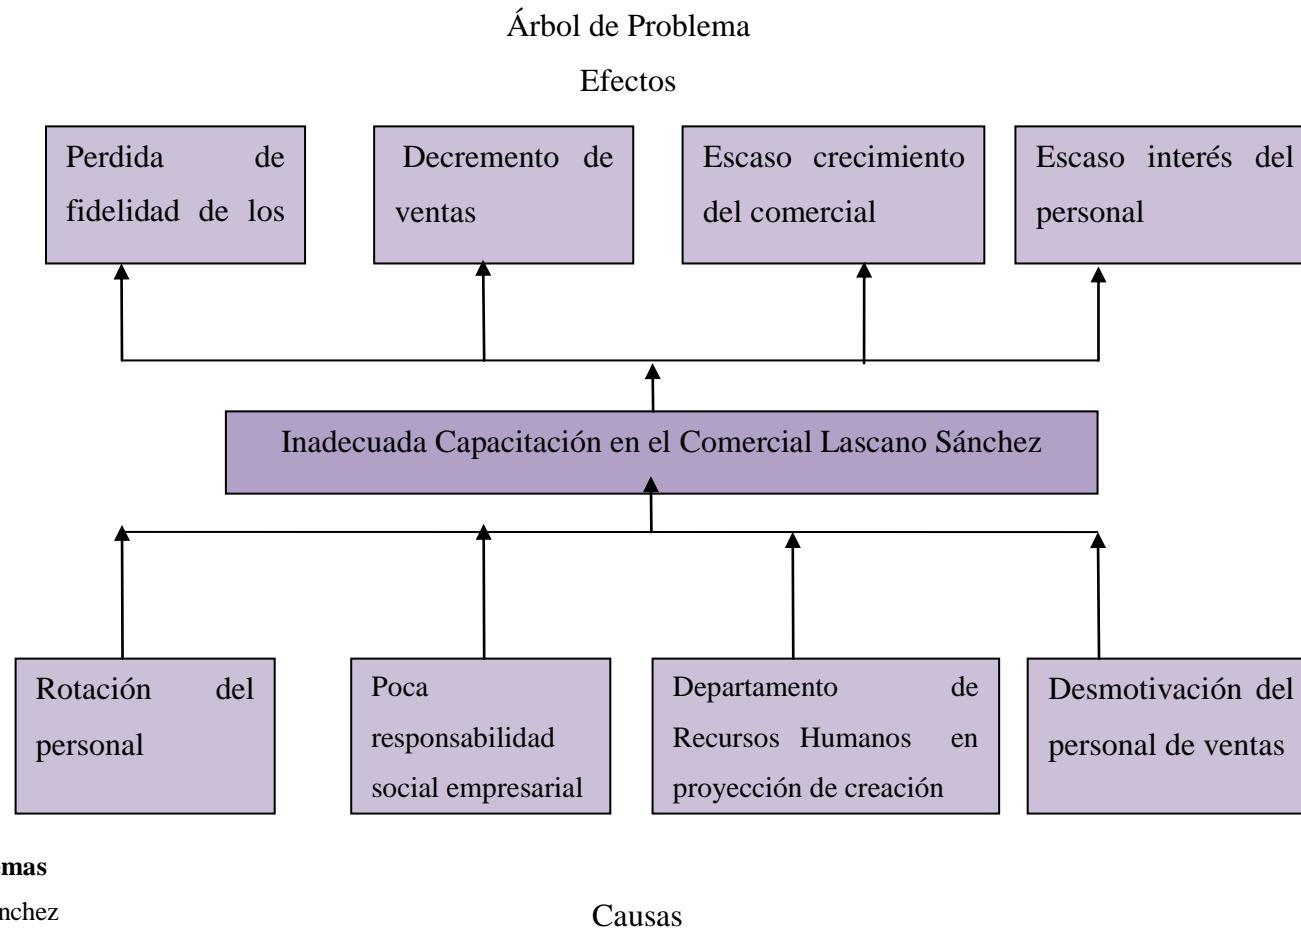 Árbol de Problema
Efectos
Perdida de
fidelidad de los
Decremento de
ventas
Escaso crecimiento
del comercial
Escaso interés del
personal
Inadecuada Capacitación en el Comercial Lascano Sánchez
Rotación del
personal
Poca
responsabilidad
social empresarial
Departamento de
Recursos Humanos en
proyección de creación
Desmotivación del
personal de ventas
emas
nchez
Causas